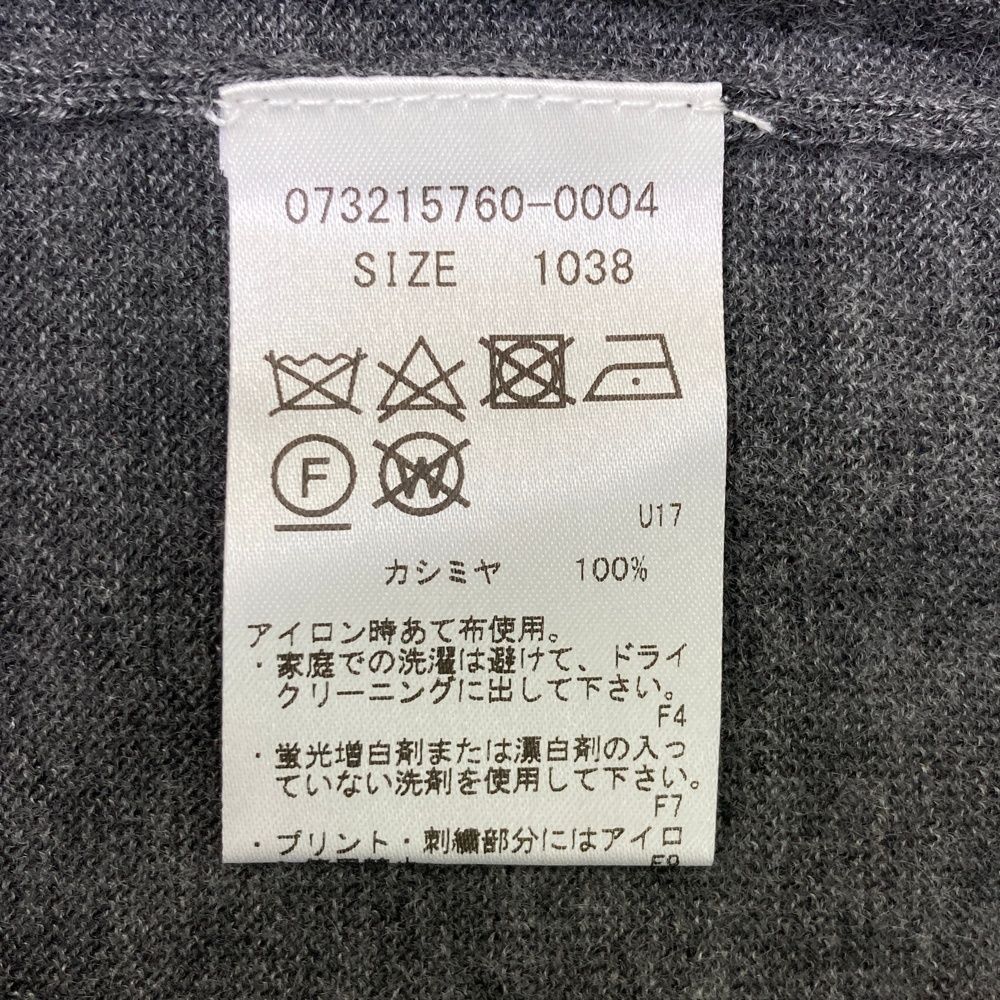 073215760-0004
SIZE 1038
F W
U17
カシミヤ 100%
アイロン時あて布使用。
・家庭での洗濯は避けて、ドライ
クリーニングに出して下さい。
F4
・蛍光増白剤または漂白剤の入っ
ていない洗剤を使用して下さい。
F7
・プリント・刺繍部分にはアイロ